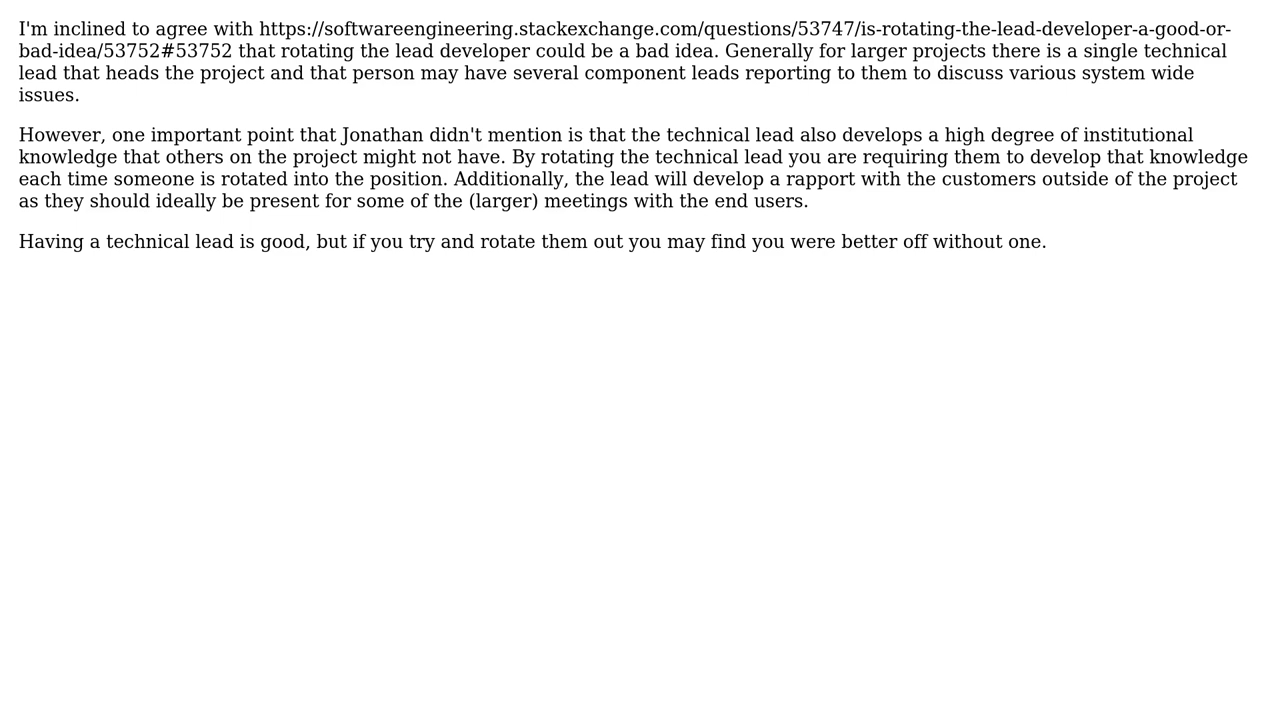 I'm inclined to agree with https://softwareengineering.stackexchange.com/questions/53747/is-rotating-the-lead-developer-a-good-or-
bad-idea/53752#53752 that rotating the lead developer could be a bad idea. Generally for larger projects there is a single technical
lead that heads the project and that person may have several component leads reporting to them to discuss various system wide
issues.
However, one important point that Jonathan didn't mention is that the technical lead also develops a high degree of institutional
knowledge that others on the project might not have. By rotating the technical lead you are requiring them to develop that knowledge
each time someone is rotated into the position. Additionally, the lead will develop a rapport with the customers outside of the project
as they should ideally be present for some of the (larger) meetings with the end users.
Having a technical lead is good, but if you try and rotate them out you may find you were better off without one.